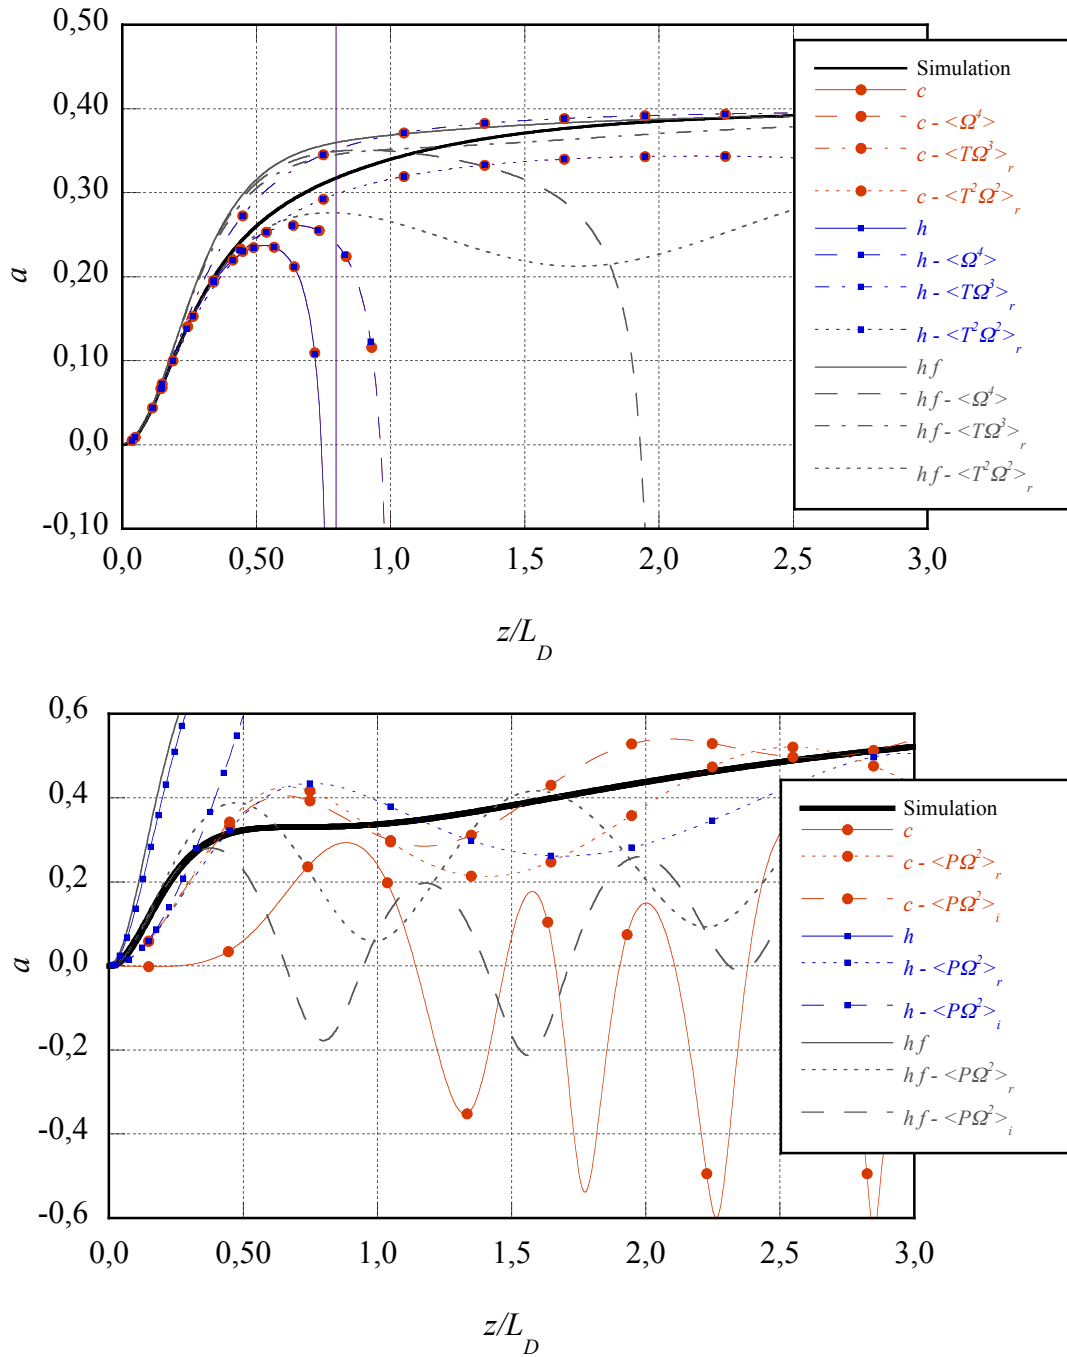 0,50
0,40
0,30
0,20
0,10
0,0
-0,10
a
0,0 0,50 1,0 1,5 2,0 2,5 3,0
z/L_D
Simulation
c
c - <Ω⁴>
c - <TΩ³>_r
c - <T²Ω²>_r
h
h - <Ω⁴>
h - <TΩ³>_r
h - <T²Ω²>_r
h f
h f - <Ω⁴>
h f - <TΩ³>_r
h f - <T²Ω²>_r
0,6
0,4
0,2
0,0
-0,2
-0,4
-0,6
a
0,0 0,50 1,0 1,5 2,0 2,5 3,0
z/L_D
Simulation
c
c - <PΩ²>_r
c - <PΩ²>_i
h
h - <PΩ²>_r
h - <PΩ²>_i
h f
h f - <PΩ²>_r
h f - <PΩ²>_i